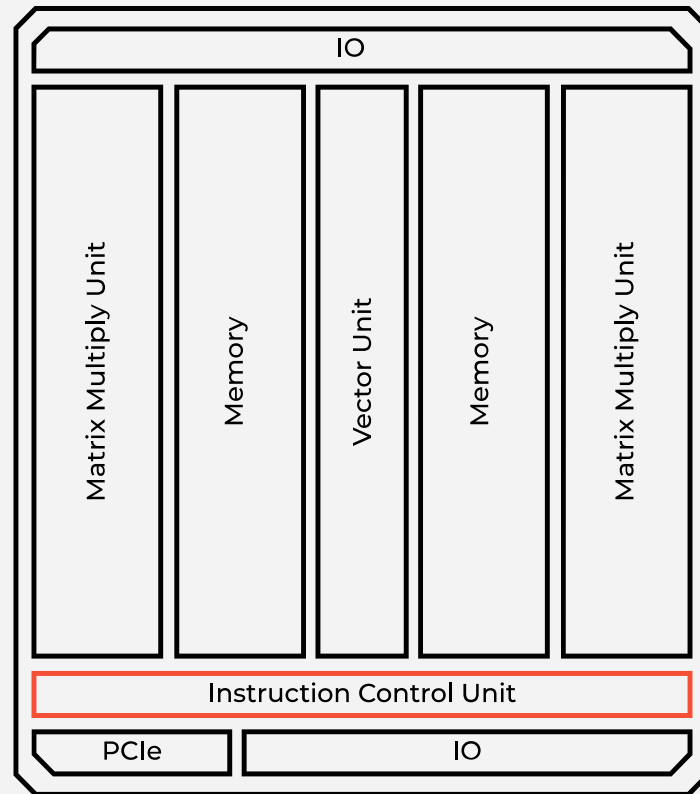 IO
Matrix Multiply Unit
Memory
Vector Unit
Memory
Matrix Multiply Unit
Instruction Control Unit
PCIe
IO